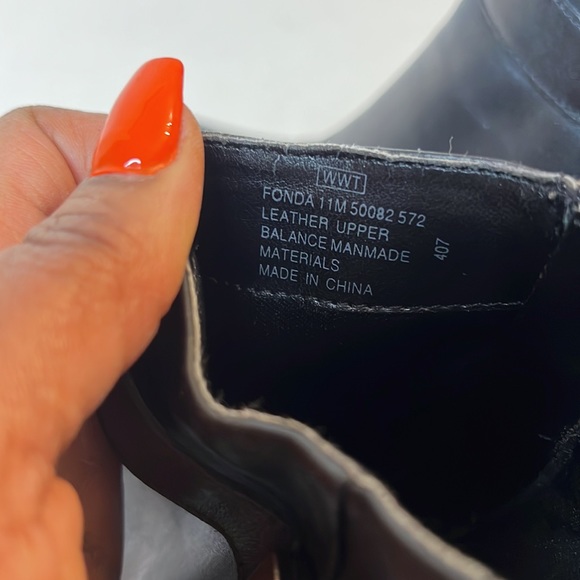 WWT
FONDA 11M 50082 572
LEATHER UPPER
BALANCE MANMADE
MATERIALS
MADE IN CHINA
407